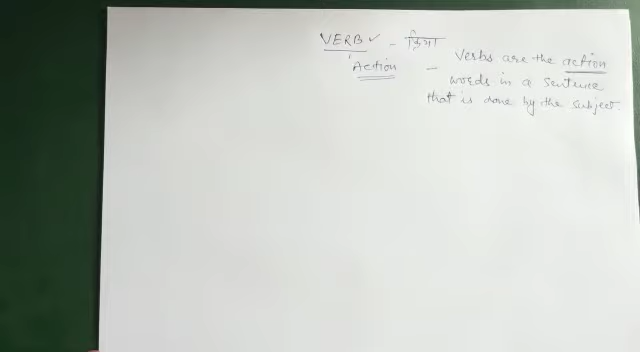 VERB ✓ - क्रिया
Action - Verbs are the action
words in a sentence
that is done by the subject.